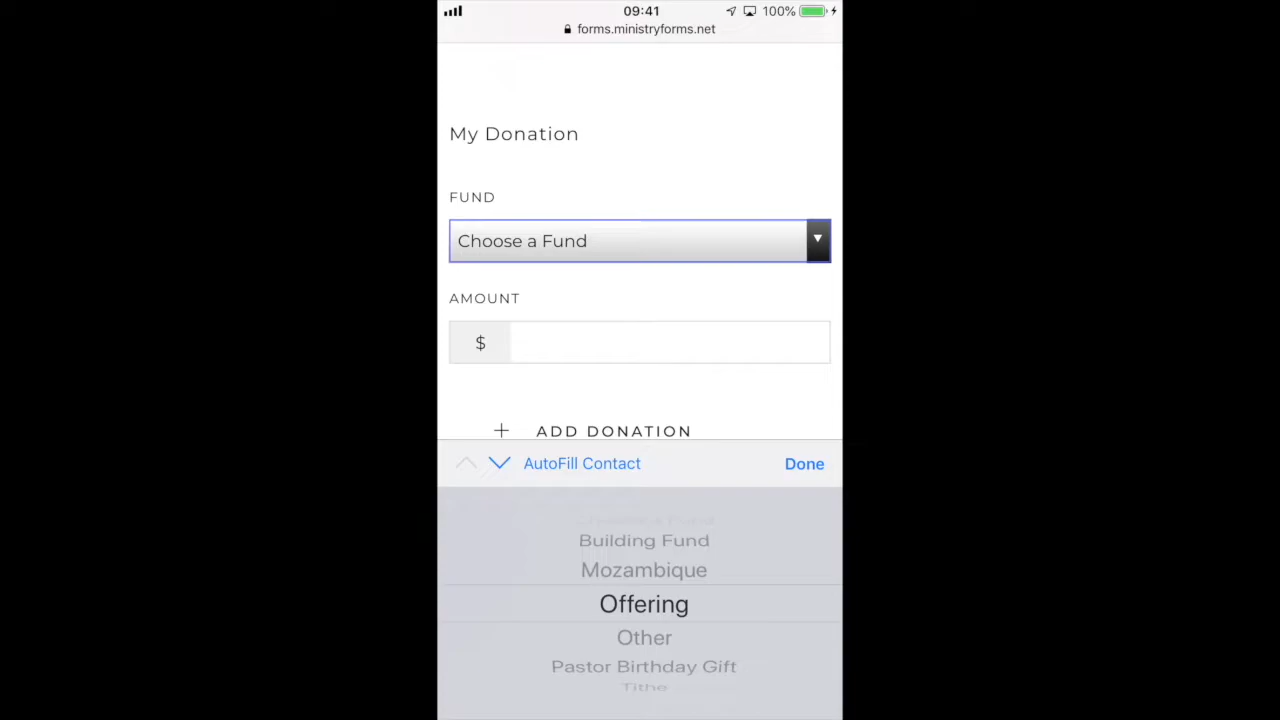 09:41
100%
forms.ministryforms.net
My Donation
FUND
Choose a Fund
AMOUNT
$
+ ADD DONATION
AutoFill Contact
Done
Building Fund
Mozambique
Offering
Other
Pastor Birthday Gift
Tithe